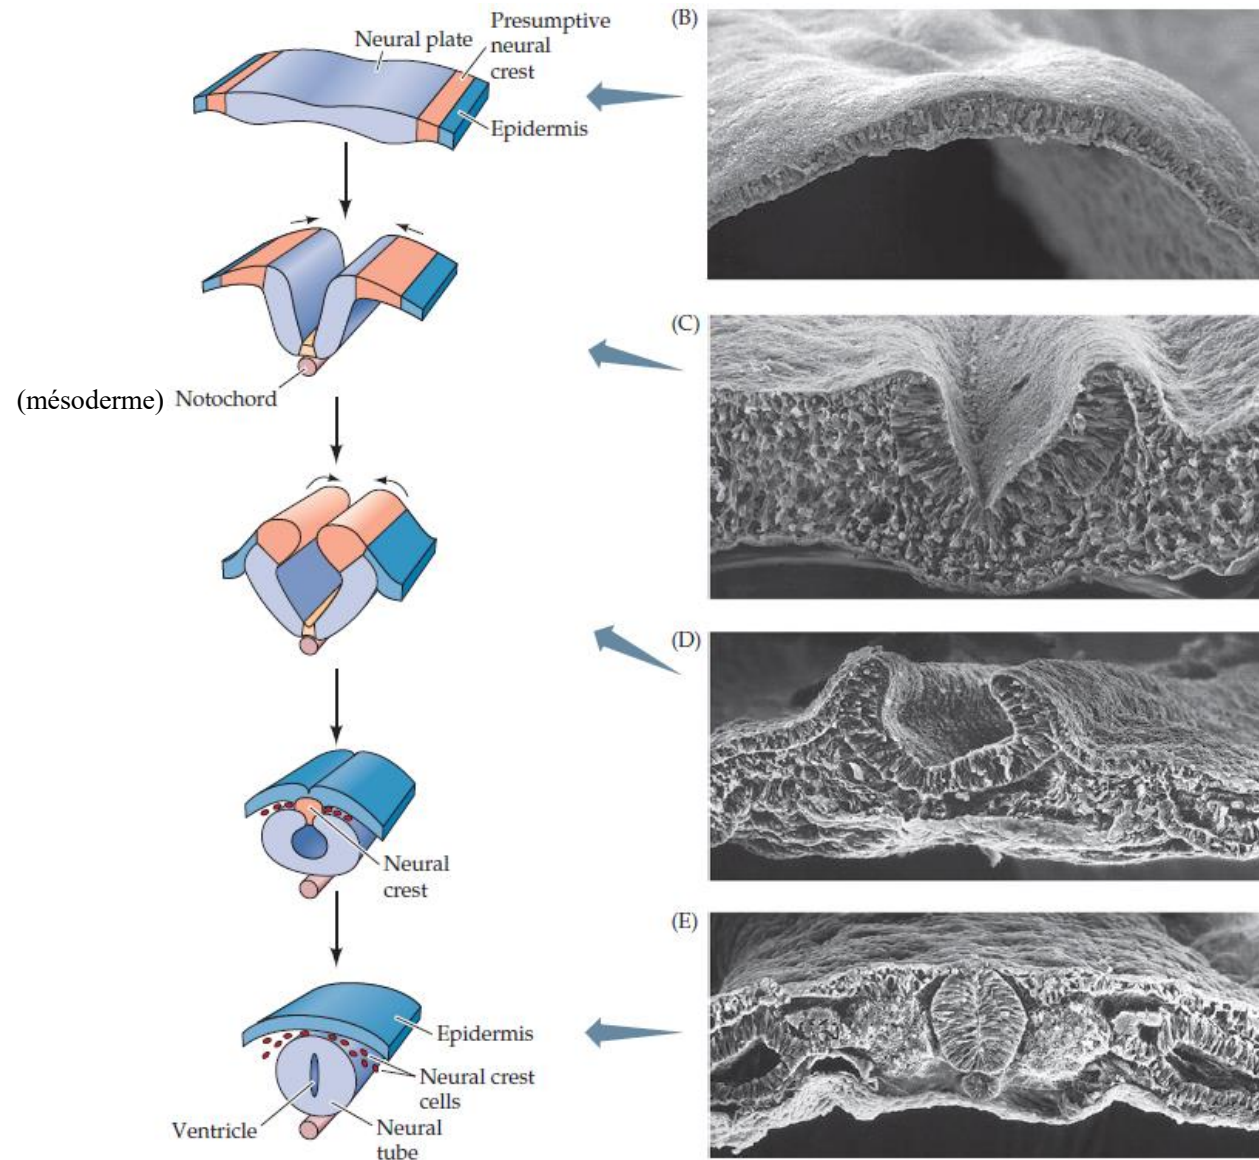 Neural plate
Presumptive
neural
crest
(B)
Epidermis
(C)
(mésoderme) Notochord
(D)
Neural
crest
(E)
Epidermis
Neural crest
cells
Ventricle
Neural
tube